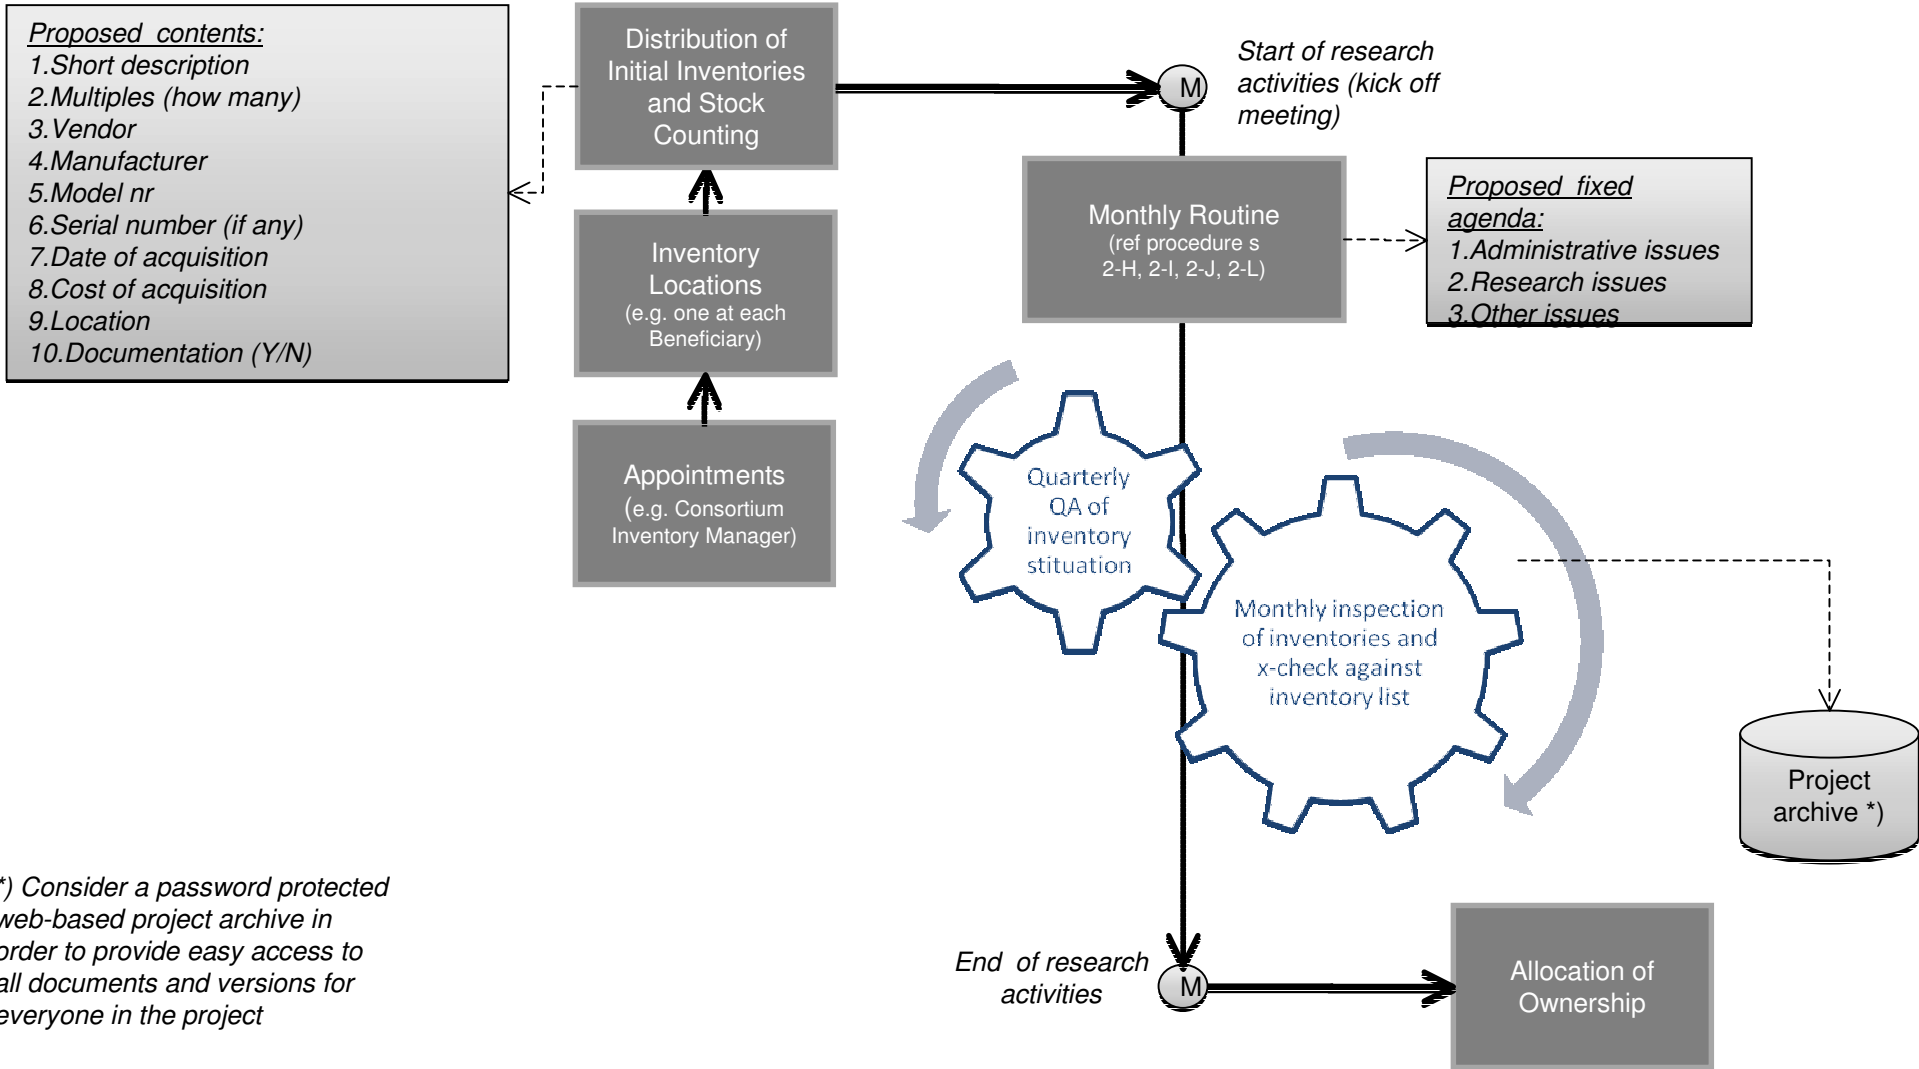 Proposed contents:
1.Short description
2.Multiples (how many)
3.Vendor
4.Manufacturer
5.Model nr
6.Serial number (if any)
7.Date of acquisition
8.Cost of acquisition
9.Location
10.Documentation (Y/N)
Distribution of
Initial Inventories
and Stock
Counting
M
Start of research
activities (kick off
meeting)
Inventory
Locations
(e.g. one at each
Beneficiary)
Monthly Routine
(ref procedure s
2-H, 2-I, 2-J, 2-L)
Proposed fixed
agenda:
1.Administrative issues
2.Research issues
3.Other issues
Appointments
(e.g. Consortium
Inventory Manager)
Quarterly
QA of
inventory
stituation
Monthly inspection
of inventories and
x-check against
inventory list
Project
archive *)
*) Consider a password protected
web-based project archive in
order to provide easy access to
all documents and versions for
everyone in the project
End of research
activities
M
Allocation of
Ownership